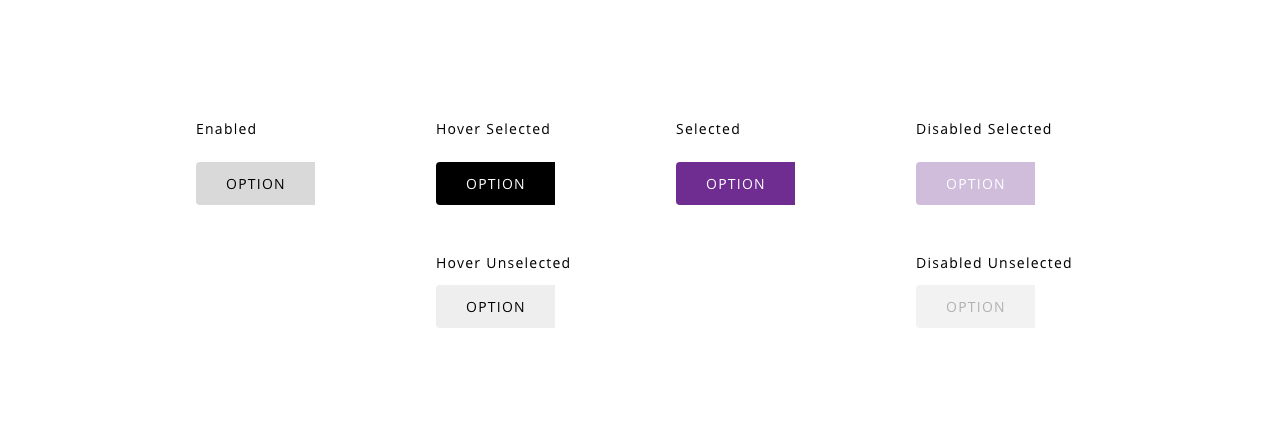 Enabled
Hover Selected
Selected
Disabled Selected
OPTION
OPTION
OPTION
OPTION
Hover Unselected
Disabled Unselected
OPTION
OPTION